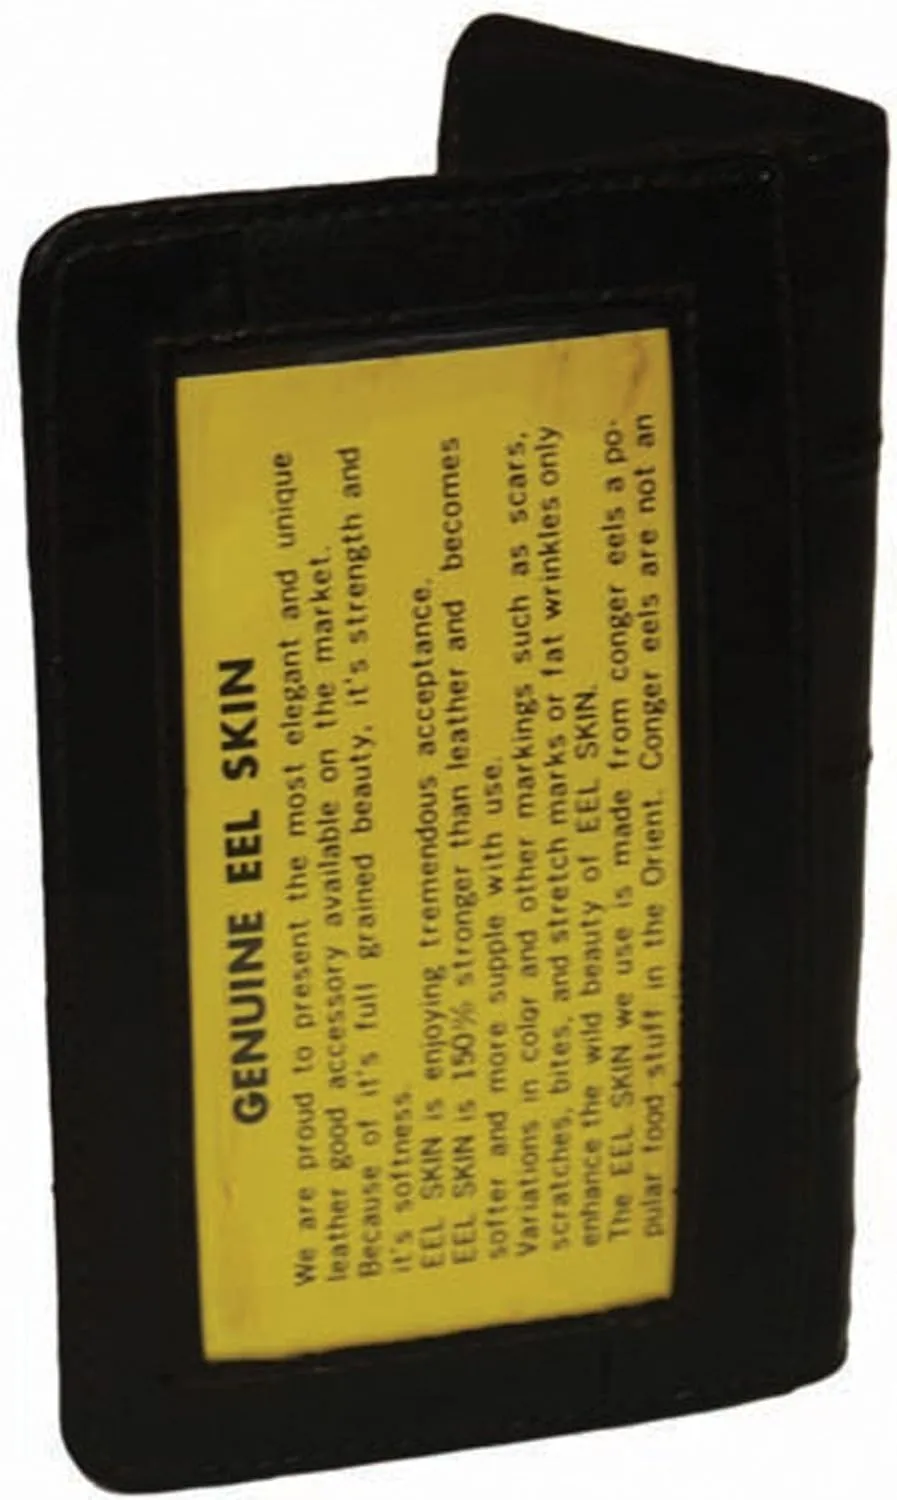 GENUINE EEL SKIN
We are proud to present the most elegant and unique
leather good accessory available on the market.
Because of it's full grained beauty, it's strength and
it's softness.
EEL SKIN is enjoying tremendous acceptance.
EEL SKIN is 150% stronger than leather and becomes
softer and more supple with use.
Variations in color and other markings such as scars,
scratches, bites, and stretch marks or fat wrinkles only
enhance the wild beauty of EEL SKIN.
The EEL SKIN we use is made from conger eels a po-
pular food stuff in the Orient. Conger eels are not an